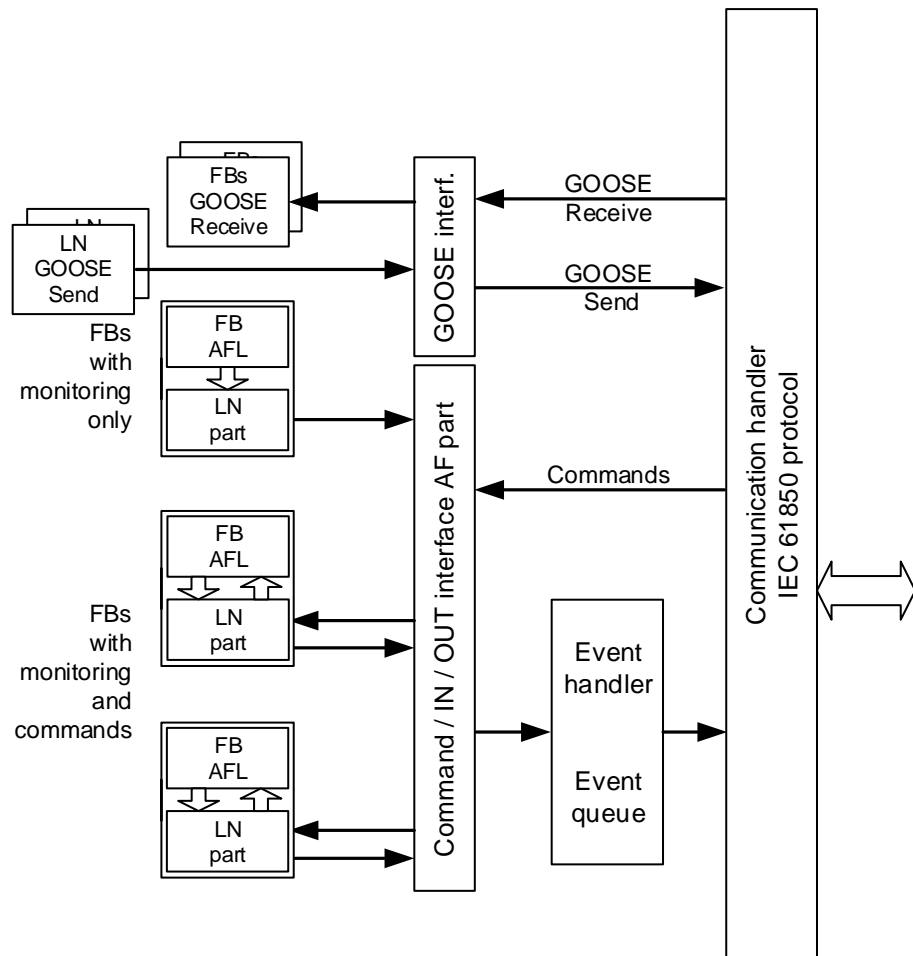 FBs
FBs
GOOSE
Receive
LN
LN
GOOSE
Send
GOOSE interf.
GOOSE
Receive
GOOSE
Send
FBs
with
monitoring
only
FB
AFL
LN
part
Command / IN / OUT interface AF part
Commands
Communication handler
IEC 61850 protocol
FBs
with
monitoring
and
commands
FB
AFL
LN
part
Event
handler
Event
queue
FB
AFL
LN
part